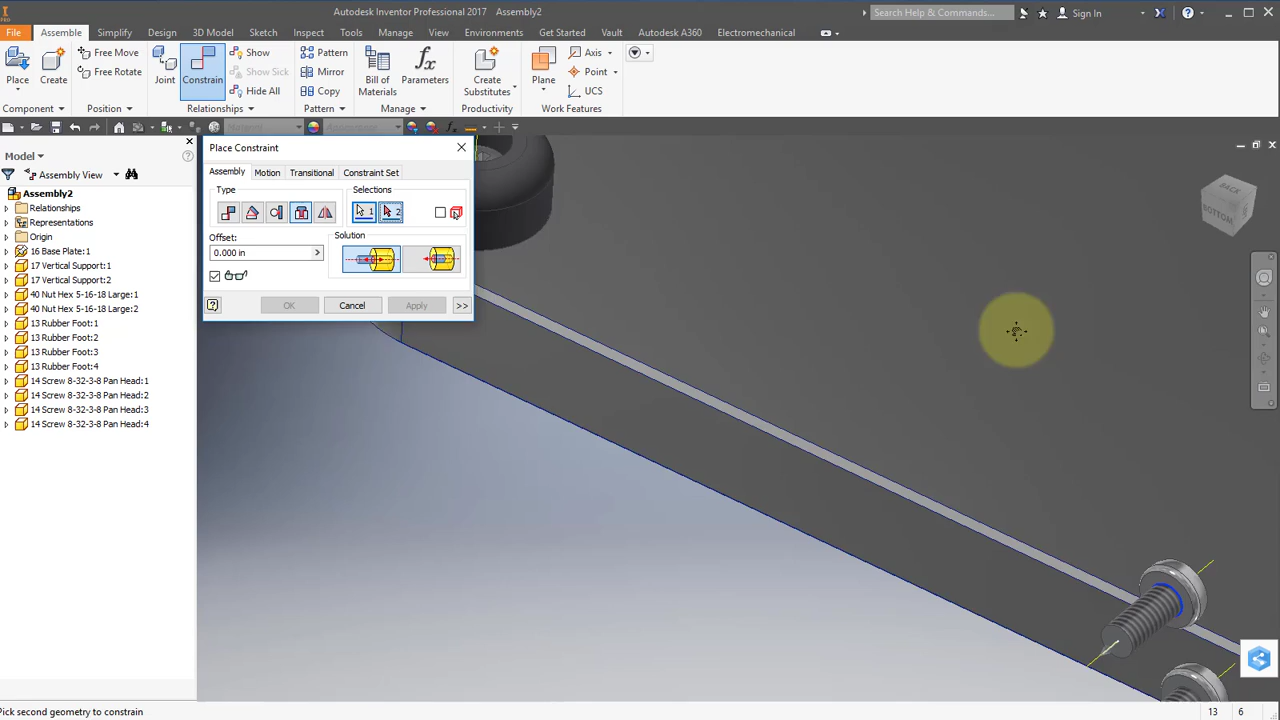 Autodesk Inventor Professional 2017 Assembly2
Search Help & Commands...
Sign In
PRO
File Assemble Simplify Design 3D Model Sketch Inspect Tools Manage View Environments Get Started Vault Autodesk A360 Electromechanical
Place Create Free Move Free Rotate
Joint Constrain Show Show Sick Hide All
Pattern Mirror Copy
Bill of Materials
Parameters
Create Substitutes
Plane Axis Point UCS
Component Position Relationships Pattern Manage Productivity Work Features
Model
Assembly View
Assembly2
Relationships
Representations
Origin
16 Base Plate:1
17 Vertical Support:1
17 Vertical Support:2
40 Nut Hex 5-16-18 Large:1
40 Nut Hex 5-16-18 Large:2
13 Rubber Foot:1
13 Rubber Foot:2
13 Rubber Foot:3
13 Rubber Foot:4
14 Screw 8-32-3-8 Pan Head:1
14 Screw 8-32-3-8 Pan Head:2
14 Screw 8-32-3-8 Pan Head:3
14 Screw 8-32-3-8 Pan Head:4
Place Constraint
Assembly Motion Transitional Constraint Set
Type Selections
1 2
Offset: Solution
0.000 in
OK Cancel Apply >>
BACK
BOTTOM
Pick second geometry to constrain
13 6